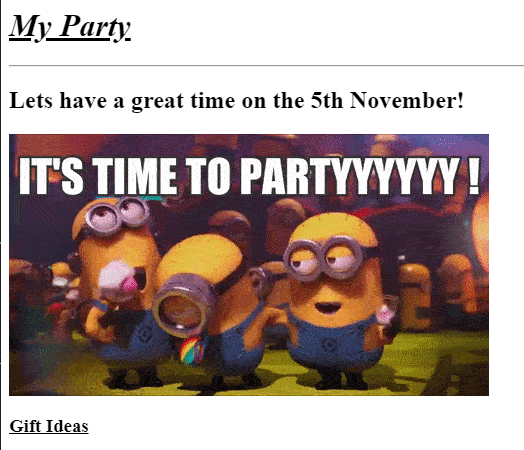 My Party
Lets have a great time on the 5th November!
IT'S TIME TO PARTYYYYYY !
Gift Ideas